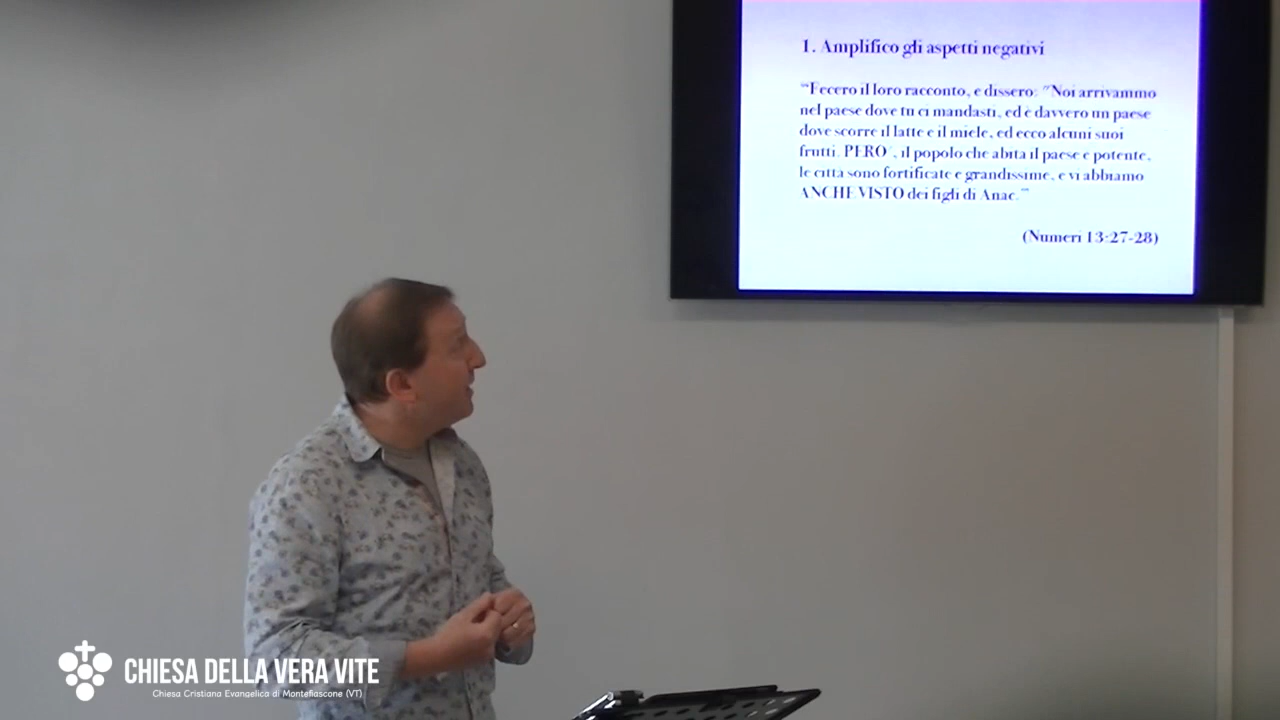 1. Amplifico gli aspetti negativi
"“Fecero il loro racconto, e dissero: "Noi arrivammo
nel paese dove tu ci mandasti, ed è davvero un paese
dove scorre il latte e il miele, ed ecco alcuni suoi
frutti. PERO', il popolo che abita il paese è potente,
le città sono fortificate e grandissime, e vi abbiamo
ANCHE VISTO dei figli di Anac.”"
(Numeri 13:27-28)
CHIESA DELLA VERA VITE
Chiesa Cristiana Evangelica di Montefiascone (VT)